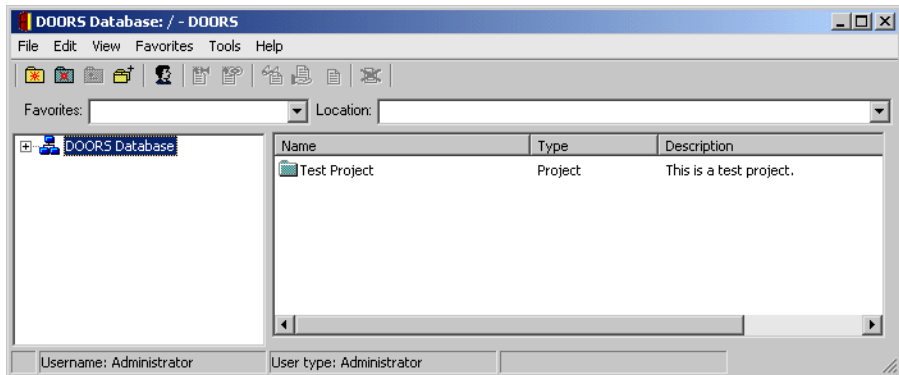 DOORS Database: / - DOORS
File Edit View Favorites Tools Help
Favorites: Location:
DOORS Database
Name Type Description
Test Project Project This is a test project.
Username: Administrator User type: Administrator